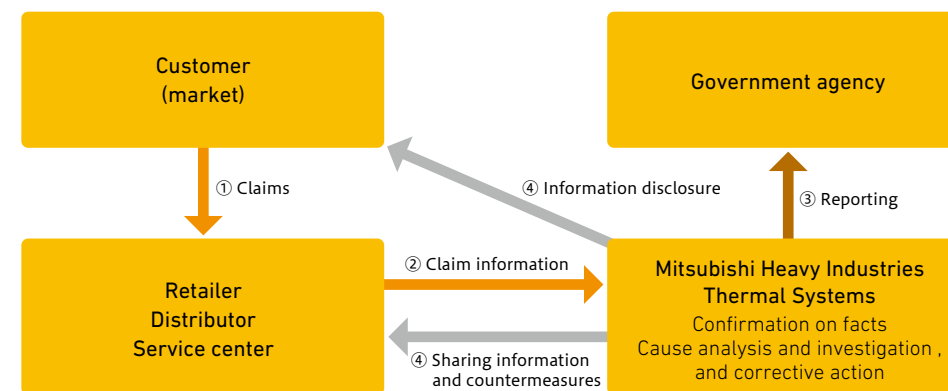 Customer
(market)
Government agency
① Claims
④ Information disclosure
③ Reporting
Retailer
Distributor
Service center
② Claim information
④ Sharing information
and countermeasures
Mitsubishi Heavy Industries
Thermal Systems
Confirmation on facts
Cause analysis and investigation ,
and corrective action